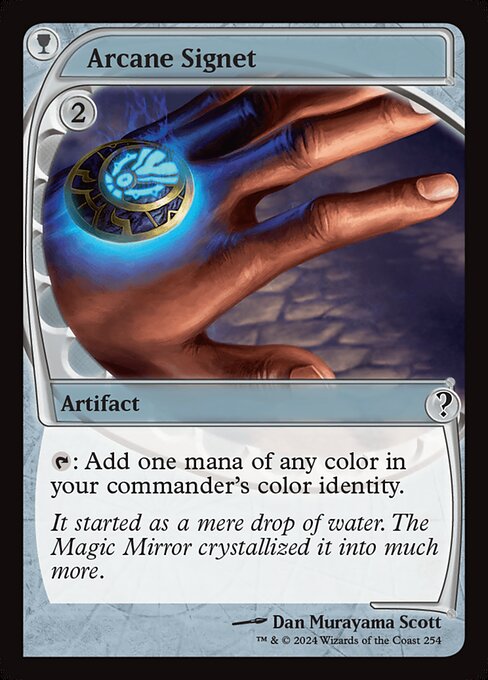 Arcane Signet
2
Artifact
?
: Add one mana of any color in
your commander's color identity.
It started as a mere drop of water. The
Magic Mirror crystallized it into much
more.
Dan Murayama Scott
™ & © 2024 Wizards of the Coast 254